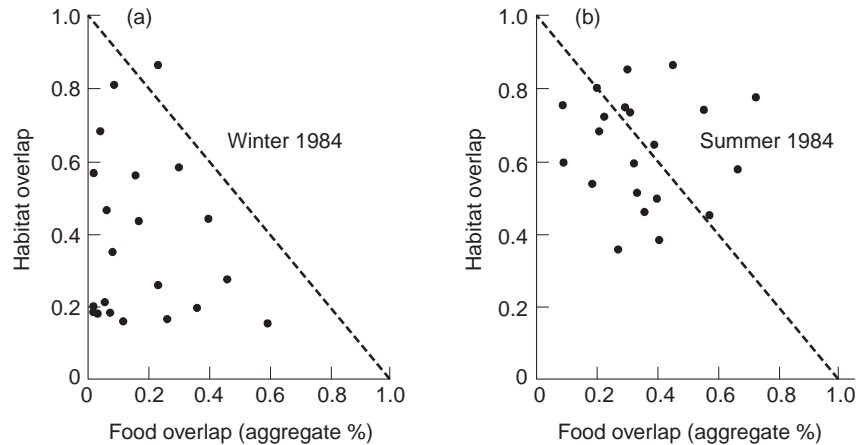 (a)
1.0
0.8
0.6
0.4
0.2
0
Habitat overlap
Winter 1984
0 0.2 0.4 0.6 0.8 1.0
Food overlap (aggregate %)
(b)
1.0
0.8
0.6
0.4
0.2
0
Habitat overlap
Summer 1984
0 0.2 0.4 0.6 0.8 1.0
Food overlap (aggregate %)